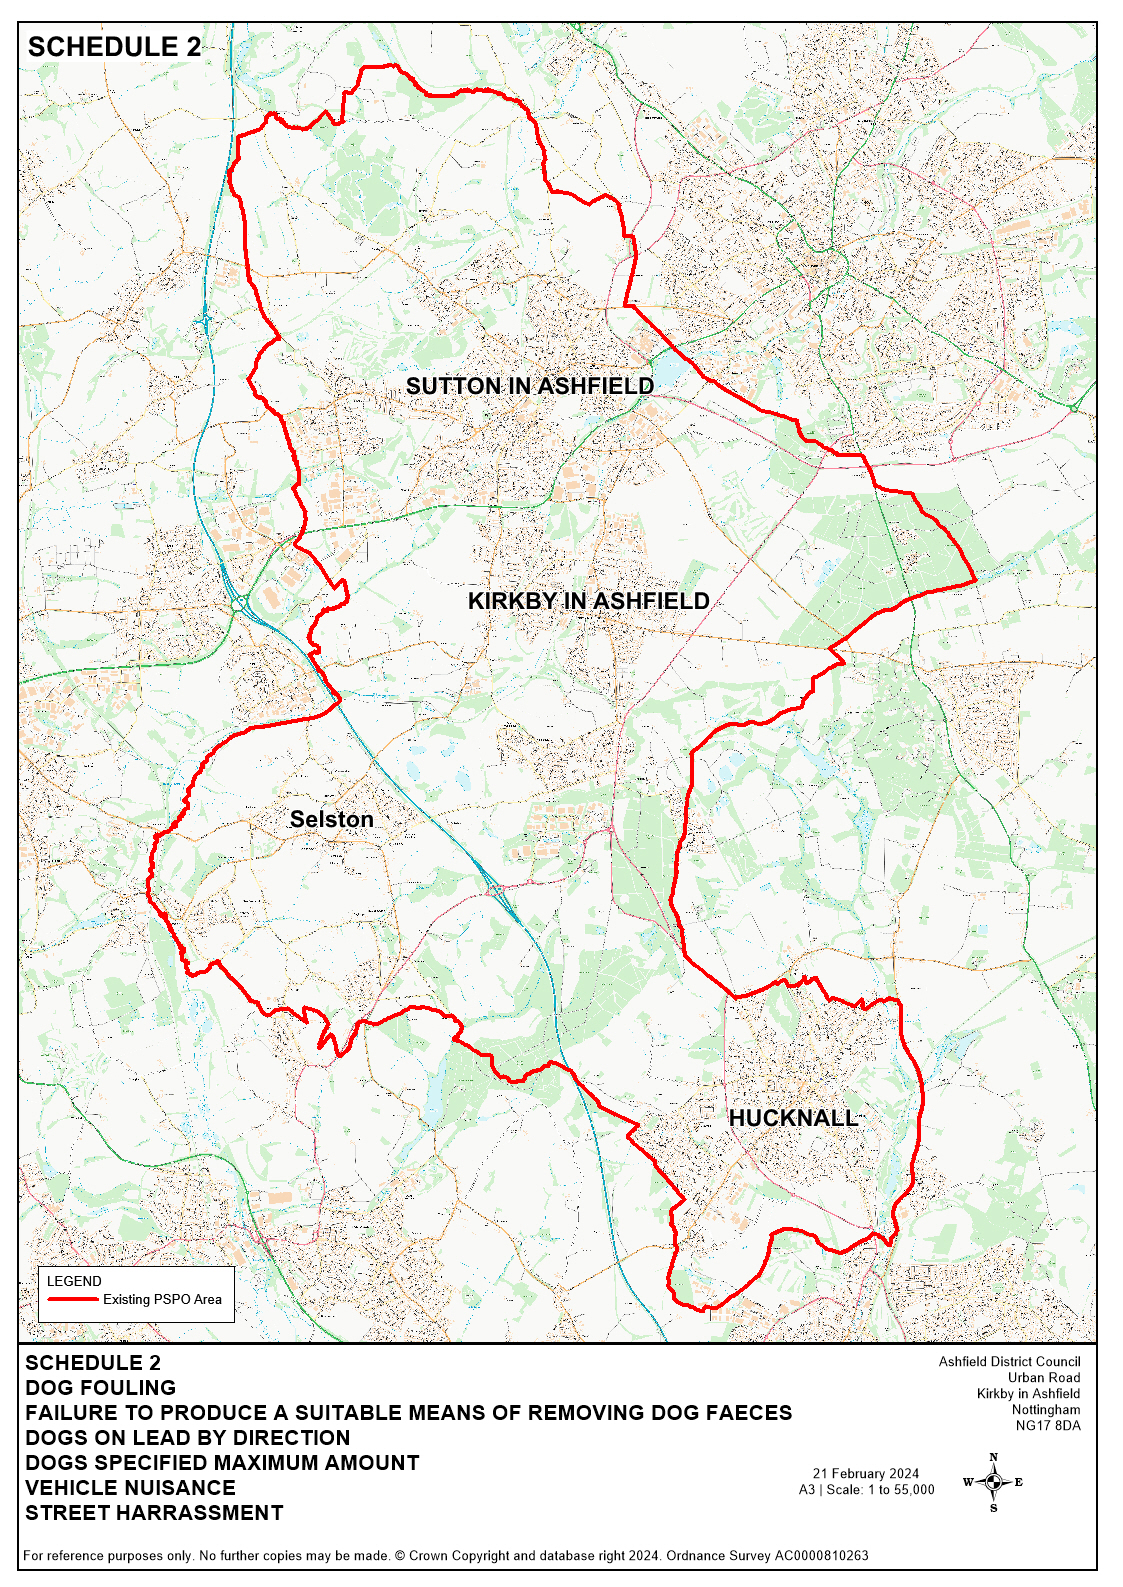 SCHEDULE 2
SUTTON IN ASHFIELD
KIRKBY IN ASHFIELD
Selston
HUCKNALL
LEGEND
Existing PSPO Area
SCHEDULE 2
DOG FOULING
FAILURE TO PRODUCE A SUITABLE MEANS OF REMOVING DOG FAECES
DOGS ON LEAD BY DIRECTION
DOGS SPECIFIED MAXIMUM AMOUNT
VEHICLE NUISANCE
STREET HARRASSMENT
Ashfield District Council
Urban Road
Kirkby in Ashfield
Nottingham
NG17 8DA
21 February 2024
A3 | Scale: 1 to 55,000
N
W E
S
For reference purposes only. No further copies may be made. © Crown Copyright and database right 2024. Ordnance Survey AC0000810263